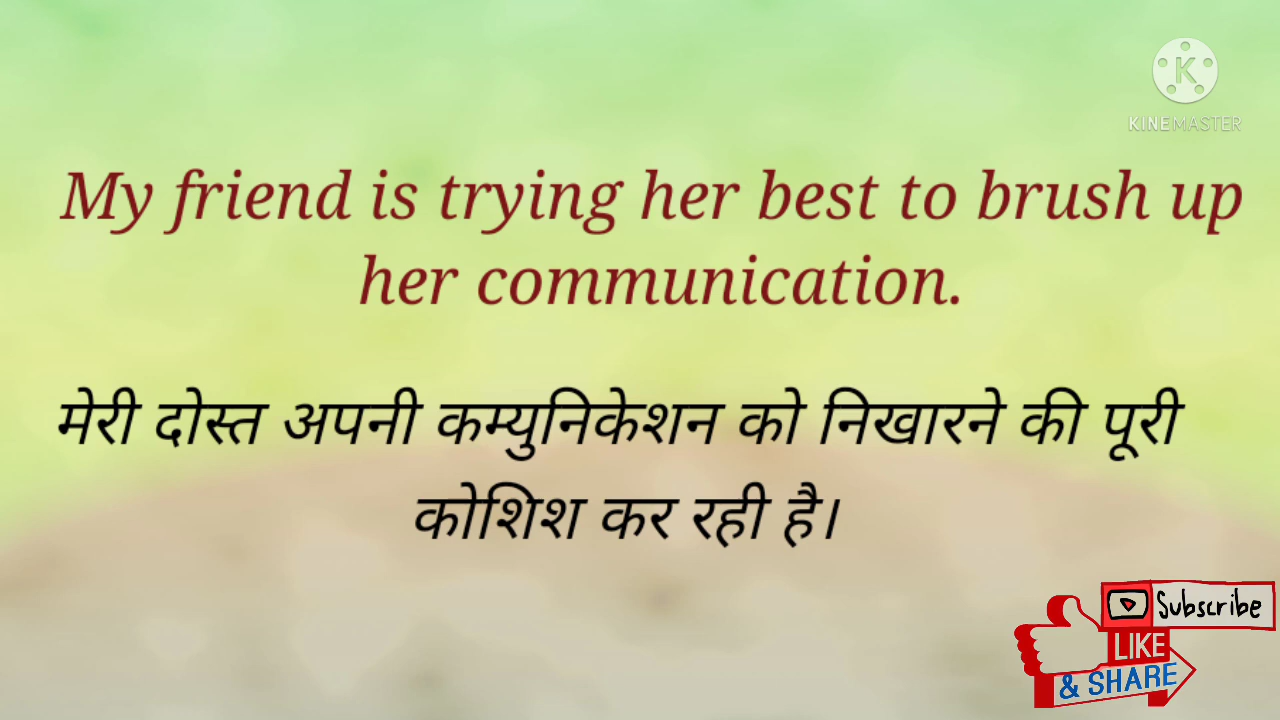 K
KINEMASTER
My friend is trying her best to brush up
her communication.
मेरी दोस्त अपनी कम्युनिकेशन को निखारने की पूरी
कोशिश कर रही है।
Subscribe
LIKE
& SHARE